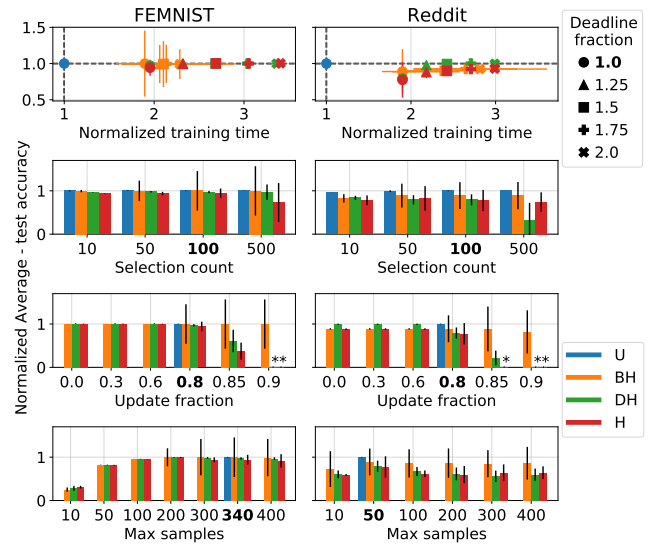 FEMNIST
Reddit
1.5
1.0
0.5
1 2 3
1 2 3
Normalized training time
Normalized training time
Deadline
fraction
1.0
1.25
1.5
1.75
2.0
Normalized Average - test accuracy
1
0
10 50 100 500
10 50 100 500
Selection count
Selection count
1
0
** * **
0.0 0.3 0.6 0.8 0.85 0.9
0.0 0.3 0.6 0.8 0.85 0.9
Update fraction
Update fraction
U
BH
DH
H
1
0
10 50 100 200 300 340 400
10 50 100 200 300 400
Max samples
Max samples